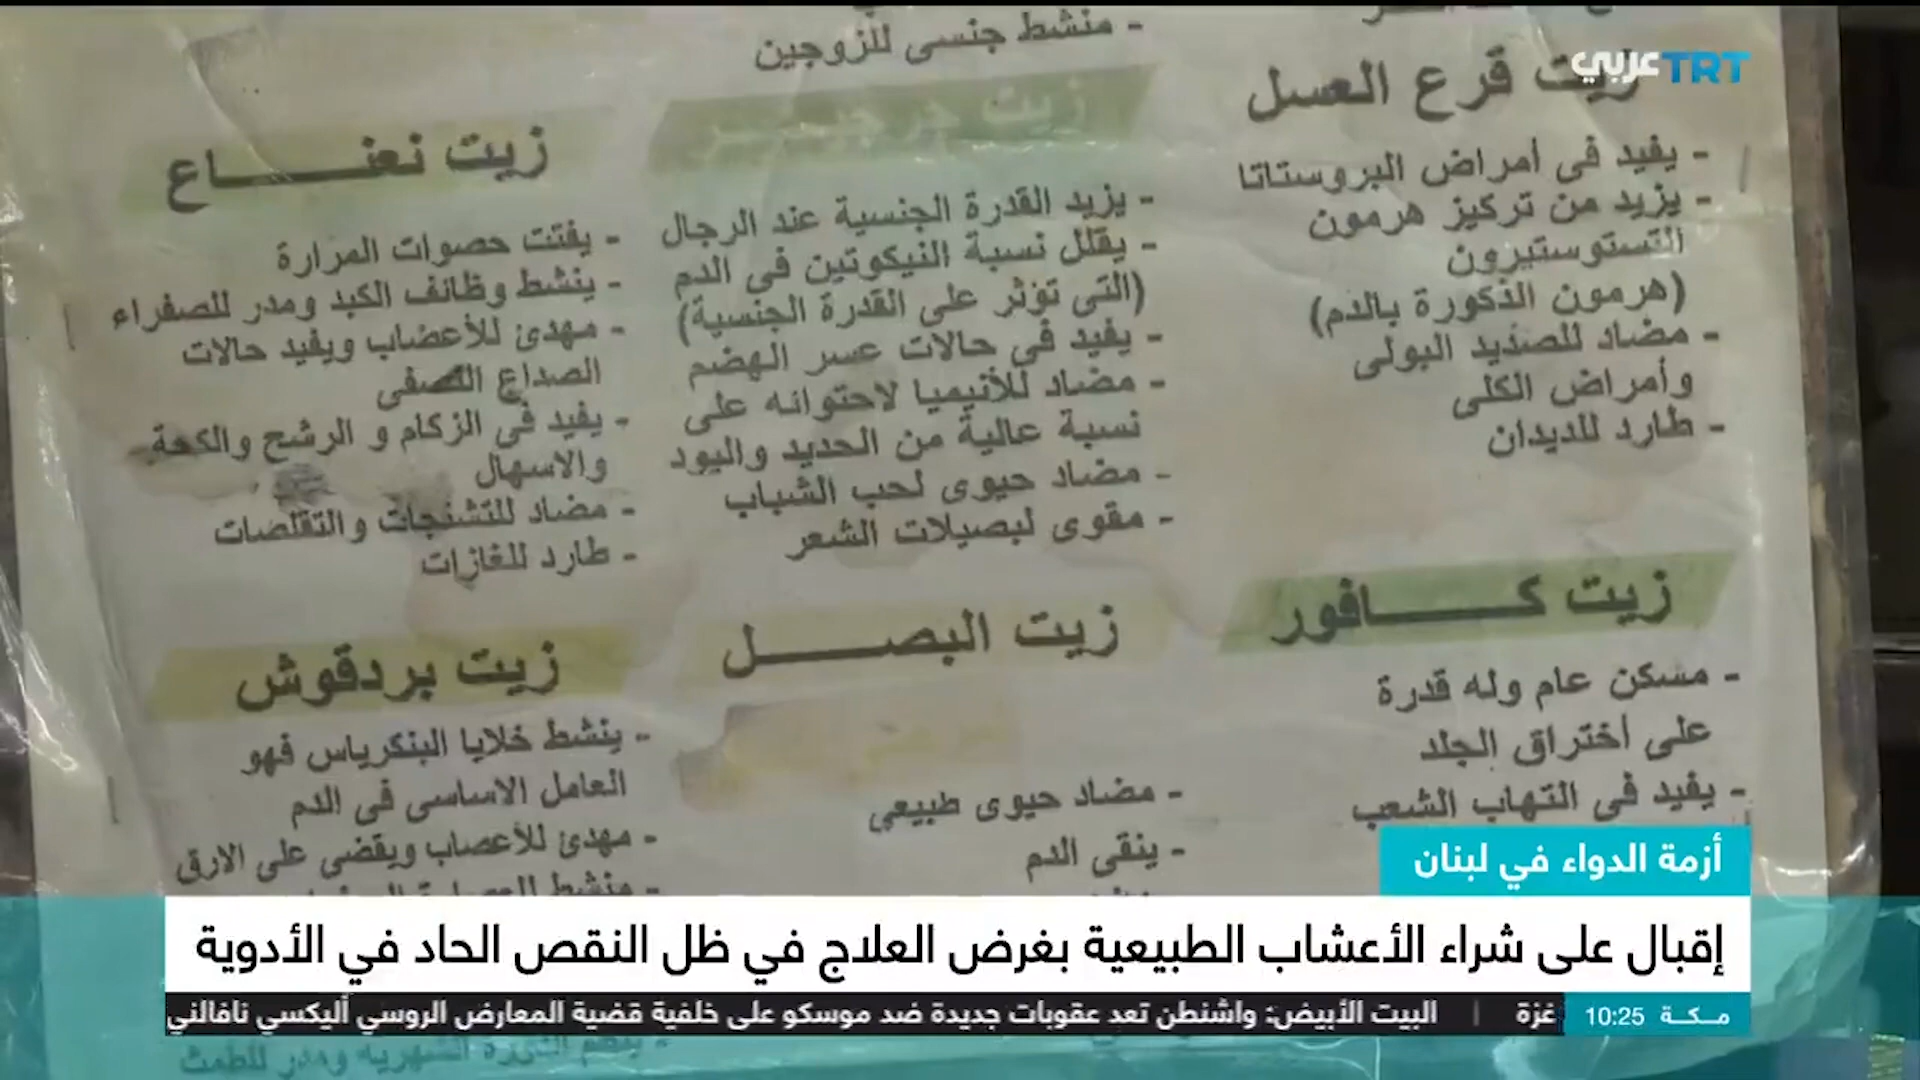 TRT عربي
- منشط جنسى للزوجين
زيت قرع العسل
- يفيد فى أمراض البروستاتا
- يزيد من تركيز هرمون
التستوستيرون
(هرمون الذكورة بالدم)
- مضاد للصديد البولى
وأمراض الكلى
- طارد للديدان
زيت جرجير
- يزيد القدرة الجنسية عند الرجال
- يقلل نسبة النيكوتين فى الدم
(التى تؤثر على القدرة الجنسية)
- يفيد فى حالات عسر الهضم
- مضاد للأنيميا لاحتوائه على
نسبة عالية من الحديد واليود
- مضاد حيوى لحب الشباب
- مقوى لبصيلات الشعر
زيت نعناع
- يفتت حصوات المرارة
- ينشط وظائف الكبد ومدر للصفراء
- مهدئ للأعصاب ويفيد حالات
الصداع النصفى
- يفيد فى الزكام و الرشح والكحة
والاسهال
- مضاد للتشنجات والتقلصات
- طارد للغازات
زيت كافور
- مسكن عام وله قدرة
على أختراق الجلد
- يفيد فى التهاب الشعب
زيت البصل
- مضاد حيوى طبيعى
- ينقى الدم
زيت بردقوش
- ينشط خلايا البنكرياس فهو
العامل الاساسى فى الدم
- مهدئ للأعصاب ويقضى على الارق
أزمة الدواء في لبنان
إقبال على شراء الأعشاب الطبيعية بغرض العلاج في ظل النقص الحاد في الأدوية
مكة 10:25 غزة | البيت الأبيض: واشنطن تعد عقوبات جديدة ضد موسكو على خلفية قضية المعارض الروسي أليكسي نافالني